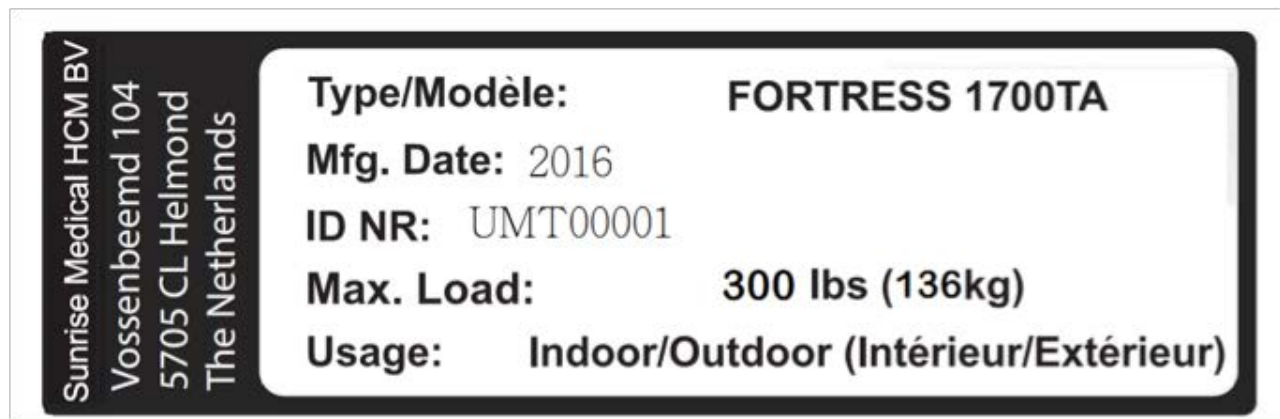 Sunrise Medical HCM BV
Vossenbeemd 104
5705 CL Helmond
The Netherlands
Type/Modèle: FORTRESS 1700TA
Mfg. Date: 2016
ID NR: UMT00001
Max. Load: 300 lbs (136kg)
Usage: Indoor/Outdoor (Intérieur/Extérieur)